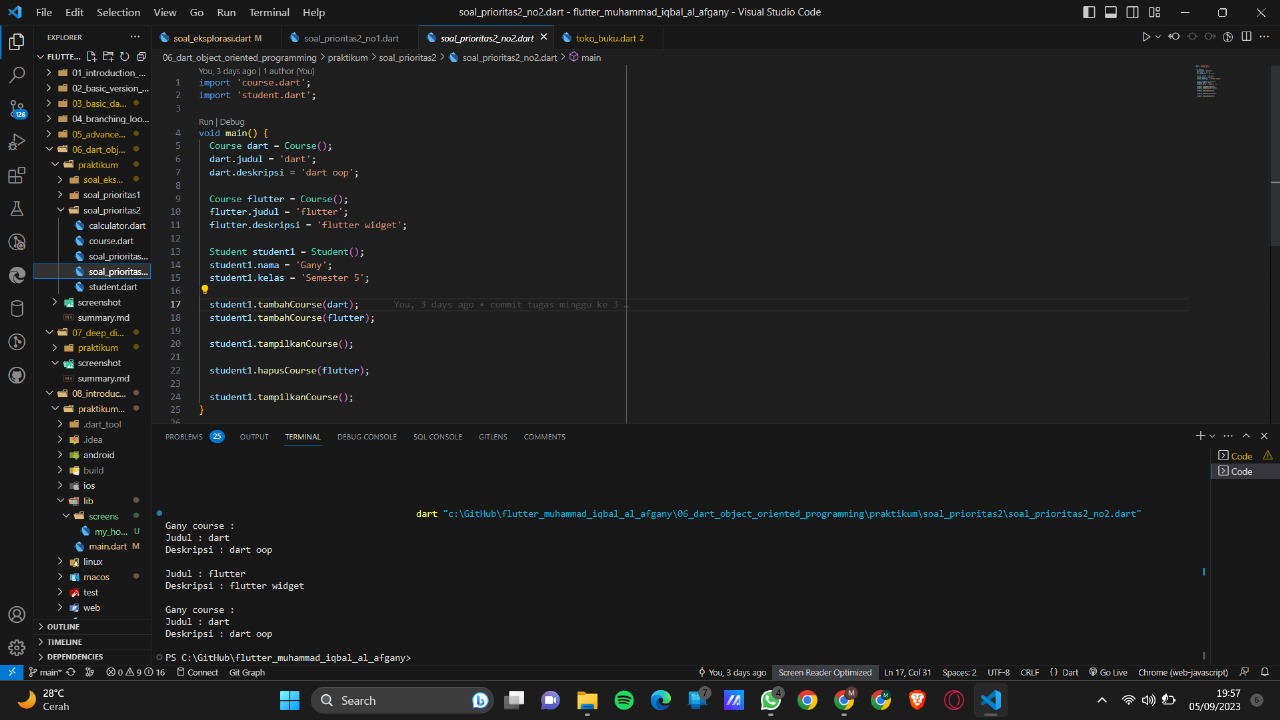 File Edit Selection View Go Run Terminal Help
soal_prioritas2_no2.dart - flutter_muhammad_iqbal_al_afgany - Visual Studio Code
EXPLORER
soal_eksplorasi.dart M
soal_prioritas2_no1.dart
soal_prioritas2_no2.dart
toko_buku.dart 2
FLUTTE...
06_dart_object_oriented_programming > praktikum > soal_prioritas2 > soal_prioritas2_no2.dart > main
126
01_introduction_...
02_basic_version_...
03_basic_da...
04_branching_loo...
05_advance...
06_dart_obj...
praktikum
soal_eks...
soal_prioritas1
soal_prioritas2
calculator.dart
course.dart
soal_prioritas...
soal_prioritas...
student.dart
screenshot
summary.md
07_deep_di...
praktikum
screenshot
summary.md
08_introduc...
praktikum...
.dart_tool
.idea
android
build
ios
lib
screens
my_ho... U
main.dart M
linux
macos
test
web
OUTLINE
TIMELINE
DEPENDENCIES
You, 3 days ago | 1 author (You)
1 import 'course.dart';
2 import 'student.dart';
3
Run | Debug
4 void main() {
5 Course dart = Course();
6 dart.judul = 'dart';
7 dart.deskripsi = 'dart oop';
8
9 Course flutter = Course();
10 flutter.judul = 'flutter';
11 flutter.deskripsi = 'flutter widget';
12
13 Student student1 = Student();
14 student1.nama = 'Gany';
15 student1.kelas = 'Semester 5';
16
17 student1.tambahCourse(dart); You, 3 days ago • commit tugas minggu ke 3 …
18 student1.tambahCourse(flutter);
19
20 student1.tampilkanCourse();
21
22 student1.hapusCourse(flutter);
23
24 student1.tampilkanCourse();
25 }
26
PROBLEMS 25 OUTPUT TERMINAL DEBUG CONSOLE SQL CONSOLE GITLENS COMMENTS
Code
Code
dart "c:\GitHub\flutter_muhammad_iqbal_al_afgany\06_dart_object_oriented_programming\praktikum\soal_prioritas2\soal_prioritas2_no2.dart"
Gany course :
Judul : dart
Deskripsi : dart oop
Judul : flutter
Deskripsi : flutter widget
Gany course :
Judul : dart
Deskripsi : dart oop
PS C:\GitHub\flutter_muhammad_iqbal_al_afgany>
main* 0 9 16 Connect Git Graph You, 3 days ago Screen Reader Optimized Ln 17, Col 31 Spaces: 2 UTF-8 CRLF {} Dart Go Live Chrome (web-javascript)
28°C
Cerah
Search
7
4
M
M
19:57
05/09/2023
6